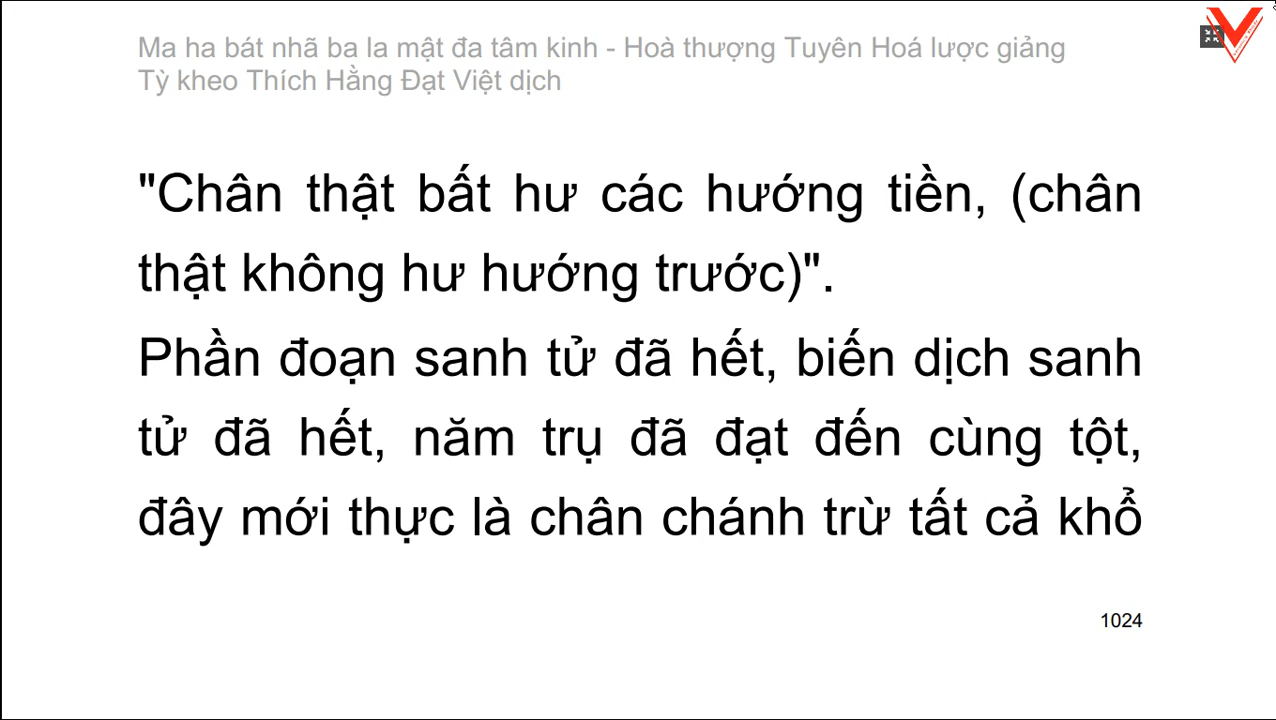 Ma ha bát nhã ba la mật đa tâm kinh - Hoà thượng Tuyên Hoá lược giảng
Tỳ kheo Thích Hằng Đạt Việt dịch
"Chân thật bất hư các hướng tiền, (chân
thật không hư hướng trước)".
Phần đoạn sanh tử đã hết, biến dịch sanh
tử đã hết, năm trụ đã đạt đến cùng tột,
đây mới thực là chân chánh trừ tất cả khổ
1024